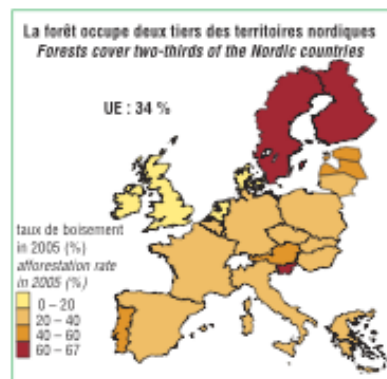 La forêt occupe deux tiers des territoires nordiques
Forests cover two-thirds of the Nordic countries
UE : 34 %
taux de boisement
in 2005 (%)
afforestation rate
in 2005 (%)
0 – 20
20 – 40
40 – 60
60 – 67